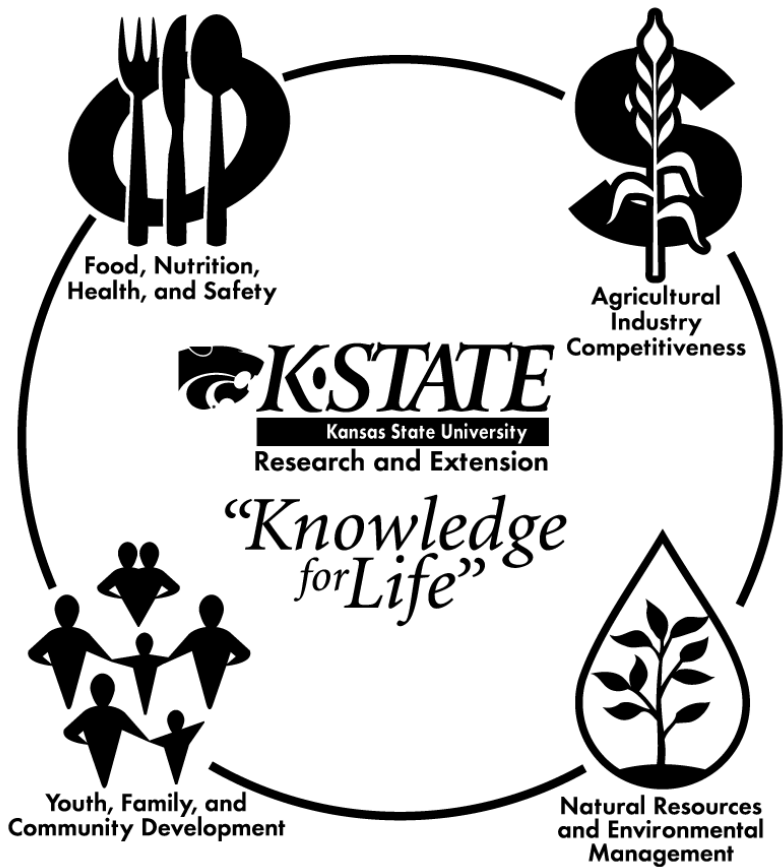 Food, Nutrition,
Health, and Safety
Agricultural
Industry
Competitiveness
K•STATE
Kansas State University
Research and Extension
“Knowledge
for Life”
Youth, Family, and
Community Development
Natural Resources
and Environmental
Management